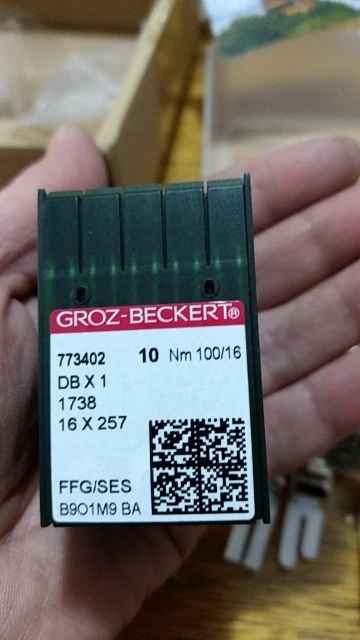 GROZ-BECKERT®
773402 10 Nm 100/16
DB X 1
1738
16 X 257
FFG/SES
B9O1M9 BA